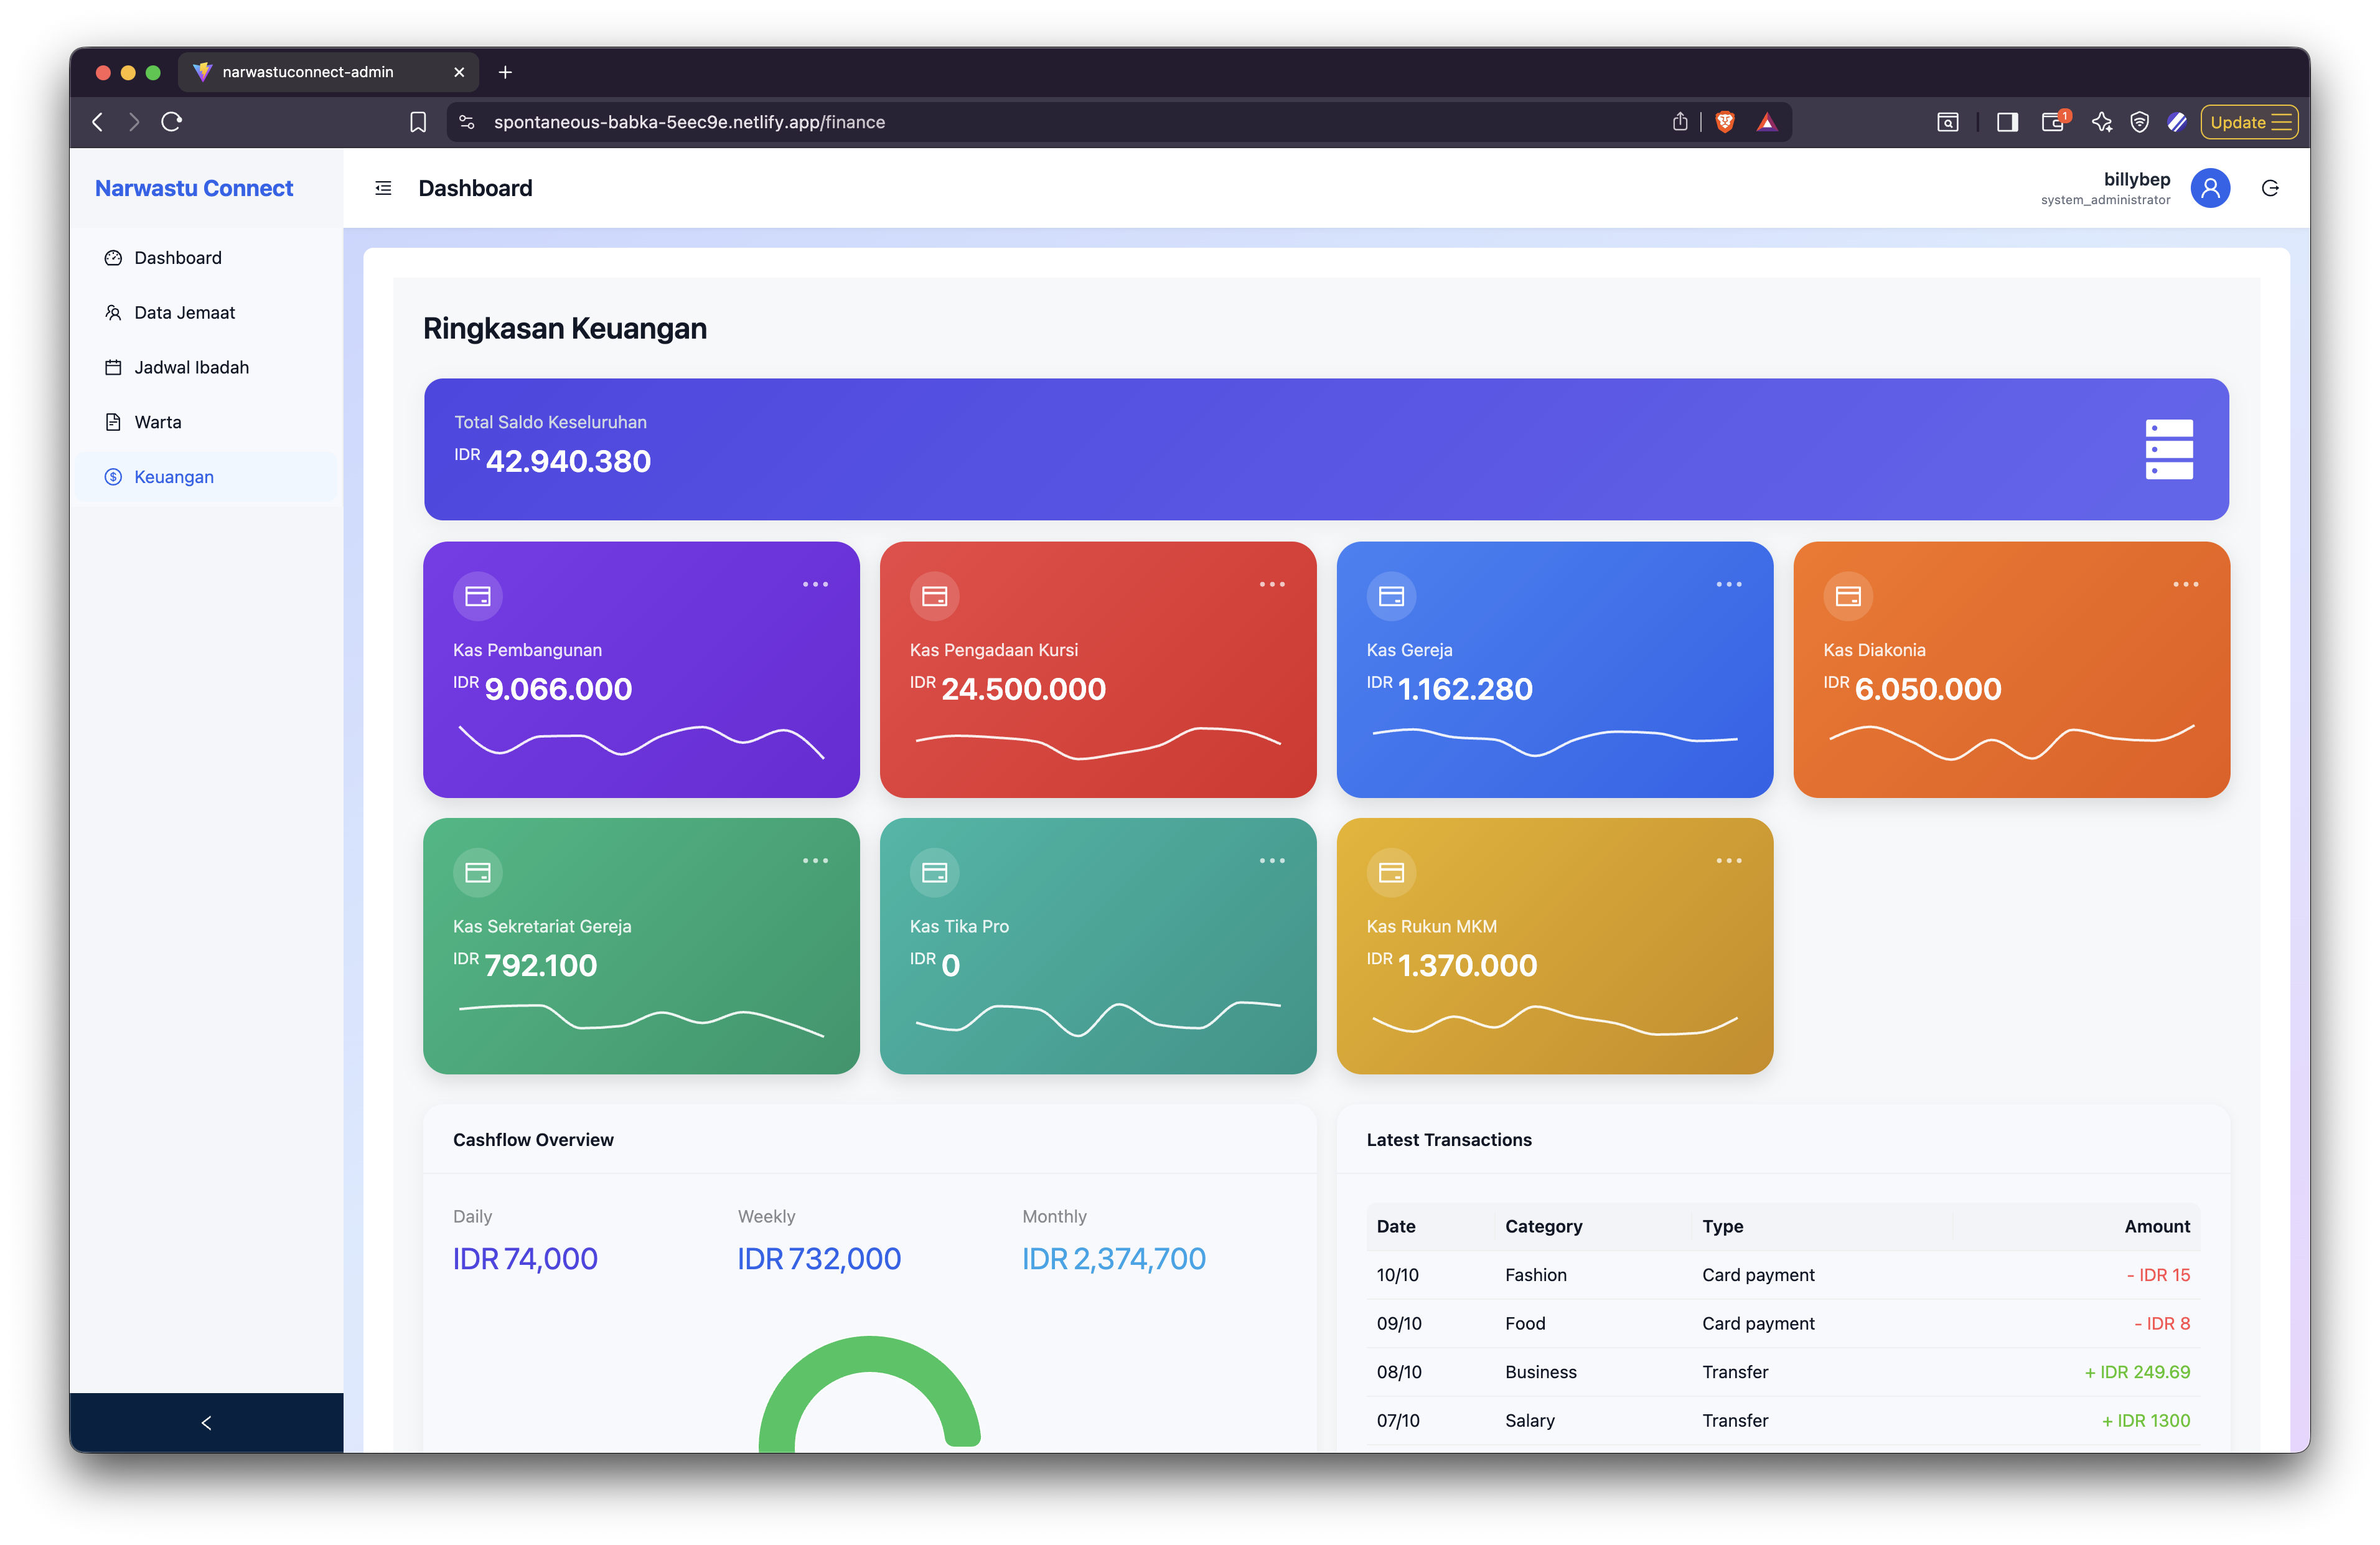 narwastuconnect-admin
spontaneous-babka-5eec9e.netlify.app/finance
1
Update
Narwastu Connect
Dashboard
billybep
system_administrator
Dashboard
Data Jemaat
Jadwal Ibadah
Warta
Keuangan
Ringkasan Keuangan
Total Saldo Keseluruhan
IDR 42.940.380
Kas Pembangunan
IDR 9.066.000
Kas Pengadaan Kursi
IDR 24.500.000
Kas Gereja
IDR 1.162.280
Kas Diakonia
IDR 6.050.000
Kas Sekretariat Gereja
IDR 792.100
Kas Tika Pro
IDR 0
Kas Rukun MKM
IDR 1.370.000
Cashflow Overview
Daily Weekly Monthly
IDR 74,000 IDR 732,000 IDR 2,374,700
Latest Transactions
Date Category Type Amount
10/10 Fashion Card payment - IDR 15
09/10 Food Card payment - IDR 8
08/10 Business Transfer + IDR 249.69
07/10 Salary Transfer + IDR 1300